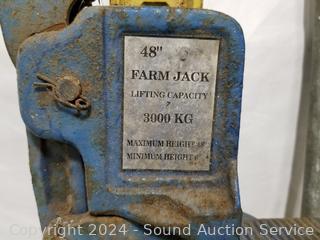 48"
FARM JACK
LIFTING CAPACITY
3000 KG
MAXIMUM HEIGHT
MINIMUM HEIGHT
Copyright 2024 - Sound Auction Service